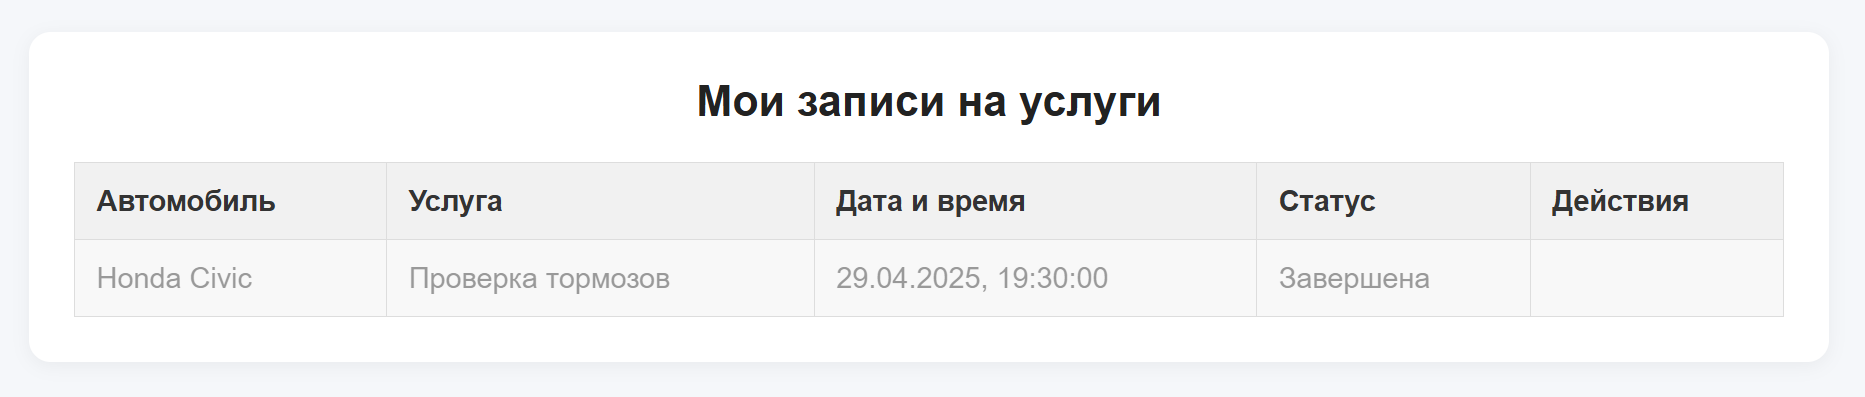 Мои записи на услуги
Автомобиль Услуга Дата и время Статус Действия
Honda Civic Проверка тормозов 29.04.2025, 19:30:00 Завершена